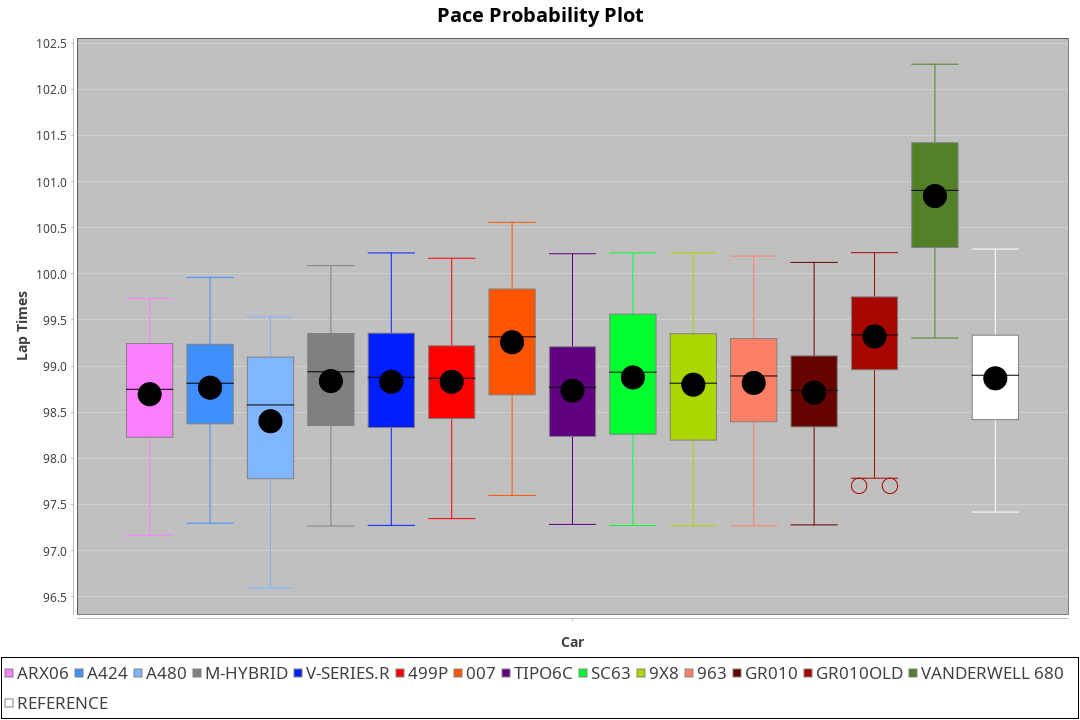 Pace Probability Plot
102.5
102.0
101.5
101.0
100.5
100.0
99.5
99.0
98.5
98.0
97.5
97.0
96.5
Lap Times
Car
ARX06 A424 A480 M-HYBRID V-SERIES.R 499P 007 TIPO6C SC63 9X8 963 GR010 GR010OLD VANDERWELL 680
REFERENCE